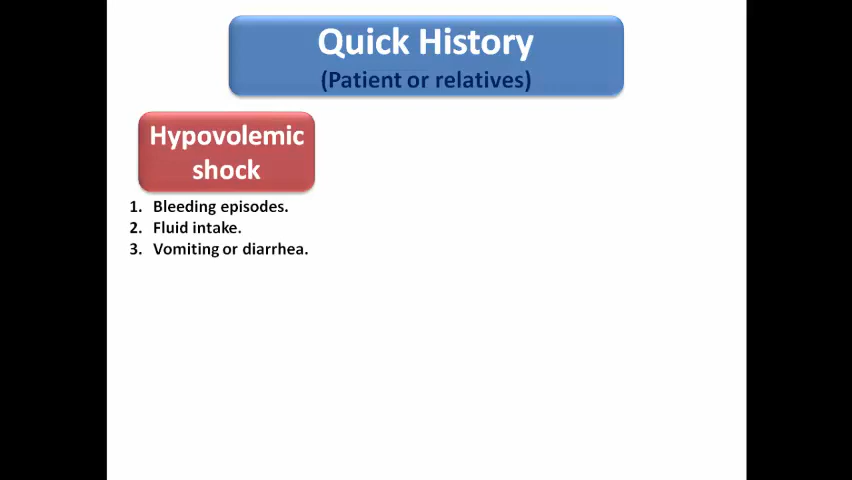 Quick History
(Patient or relatives)
Hypovolemic
shock
1. Bleeding episodes.
2. Fluid intake.
3. Vomiting or diarrhea.